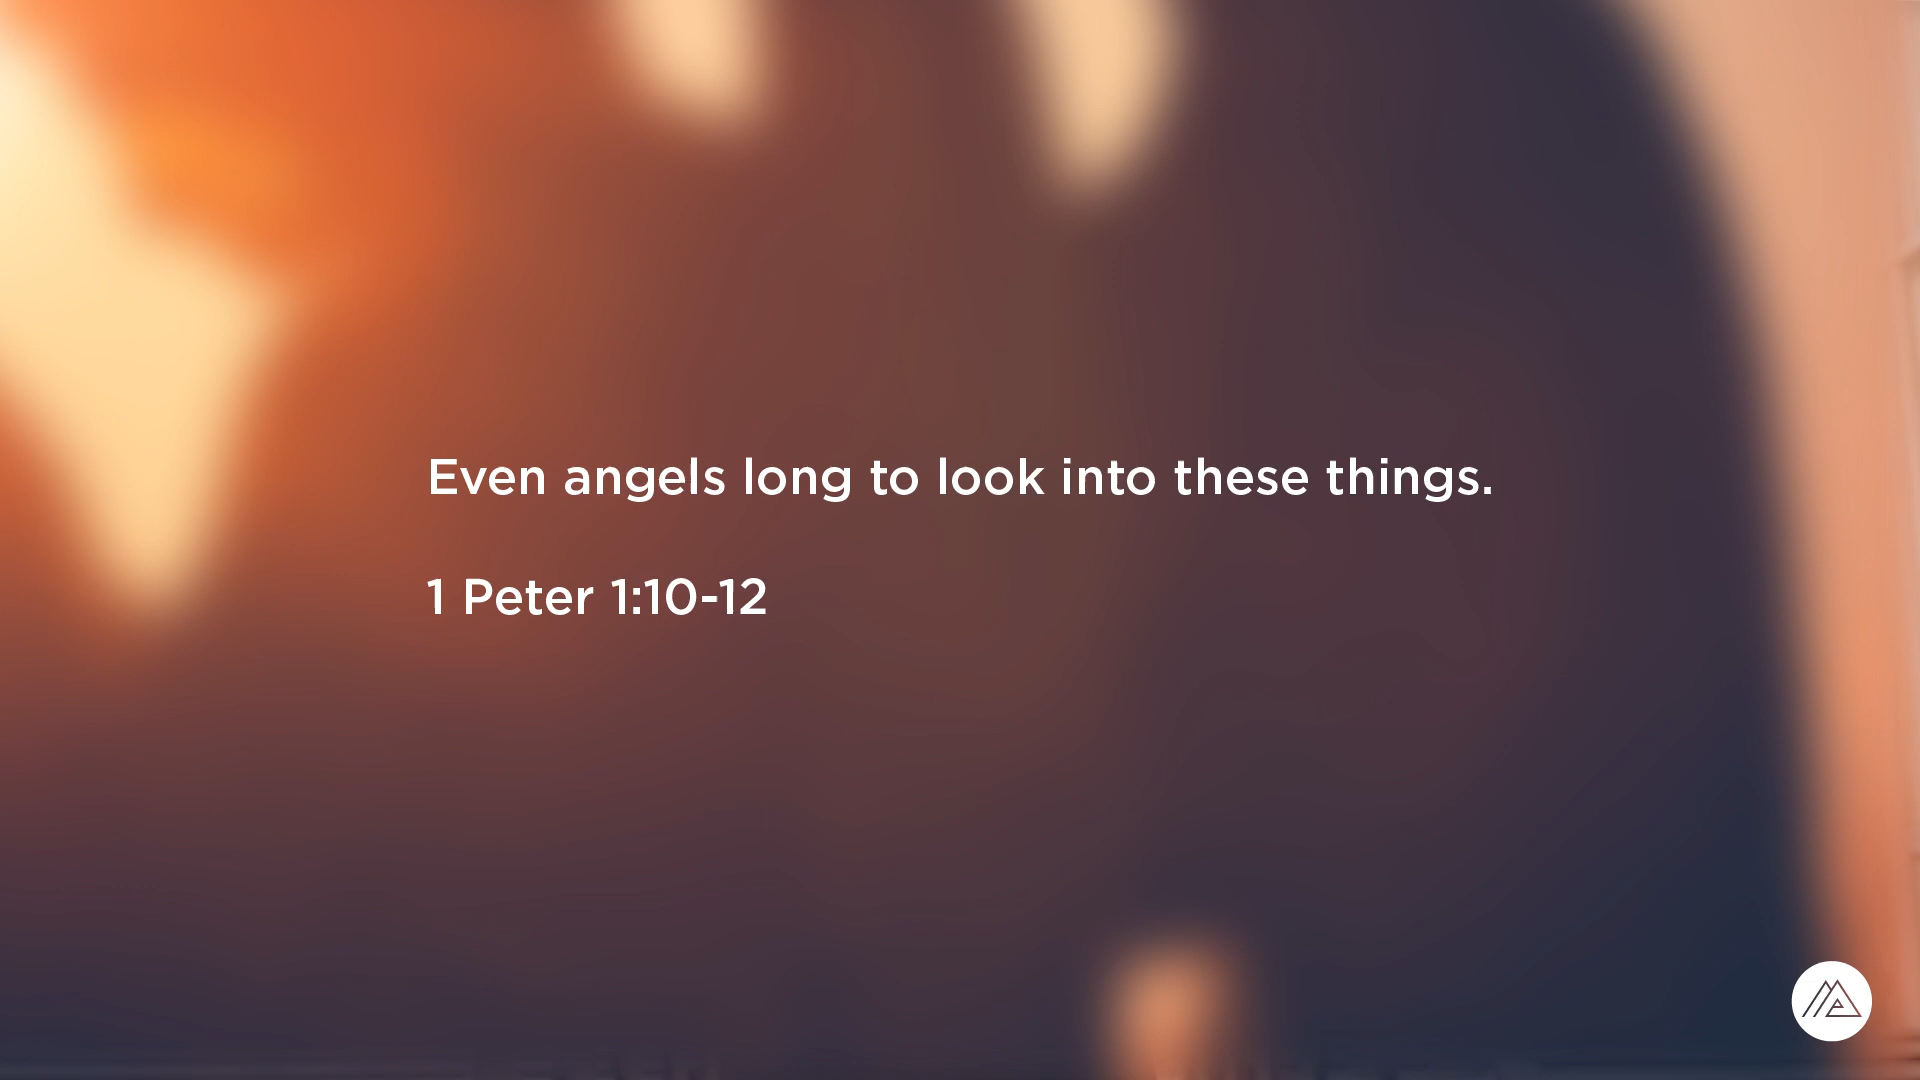 Even angels long to look into these things.
1 Peter 1:10-12